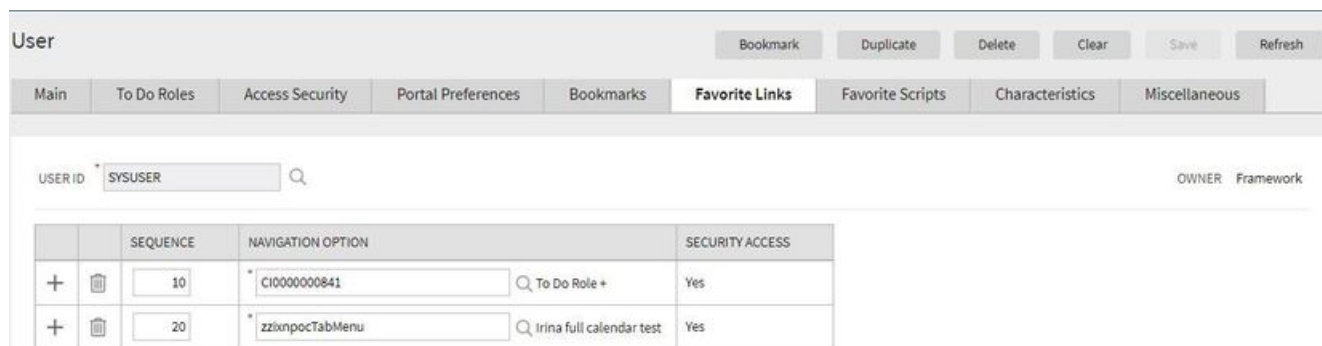 User Bookmark Duplicate Delete Clear Save Refresh
Main To Do Roles Access Security Portal Preferences Bookmarks Favorite Links Favorite Scripts Characteristics Miscellaneous
USER ID * SYSUSER OWNER Framework
SEQUENCE NAVIGATION OPTION SECURITY ACCESS
+ 10 * CI0000000841 To Do Role + Yes
+ 20 * zzixnpocTabMenu Irina full calendar test Yes